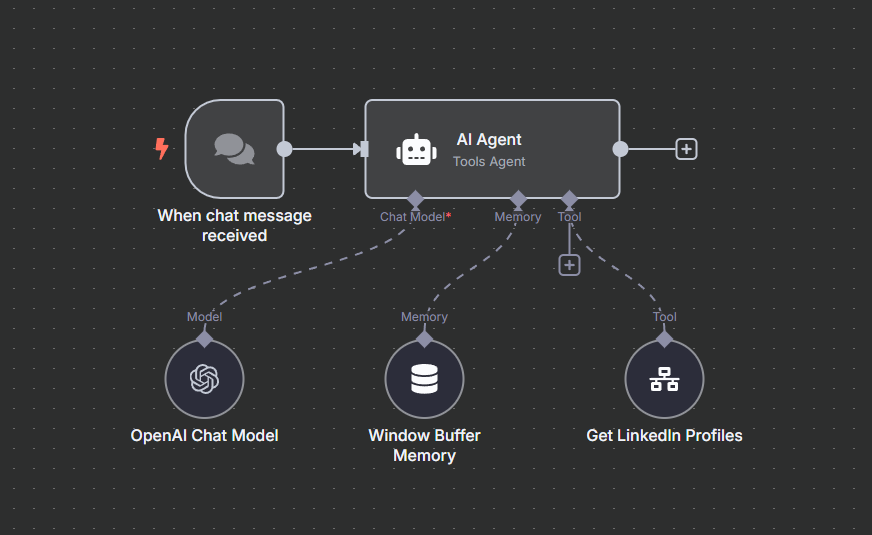 AI Agent
Tools Agent
When chat message
received
Chat Model*
Memory
Tool
Model
Memory
Tool
OpenAI Chat Model
Window Buffer
Memory
Get LinkedIn Profiles